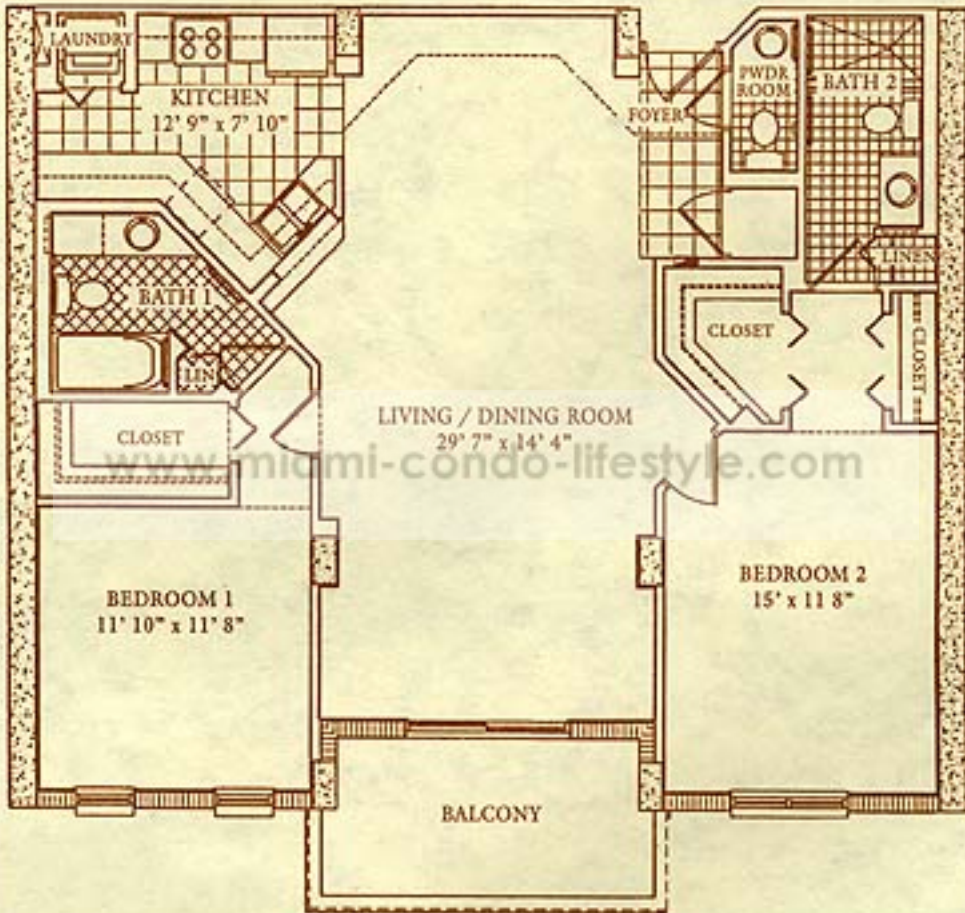 LAUNDRY
KITCHEN
12' 9" x 7' 10"
FOYER
PWDR
ROOM
BATH 2
LINEN
BATH 1
LIN
CLOSET
CLOSET
CLOSET
LIVING / DINING ROOM
29' 7" x 14' 4"
www.miami-condo-lifestyle.com
BEDROOM 1
11' 10" x 11' 8"
BEDROOM 2
15' x 11 8"
BALCONY